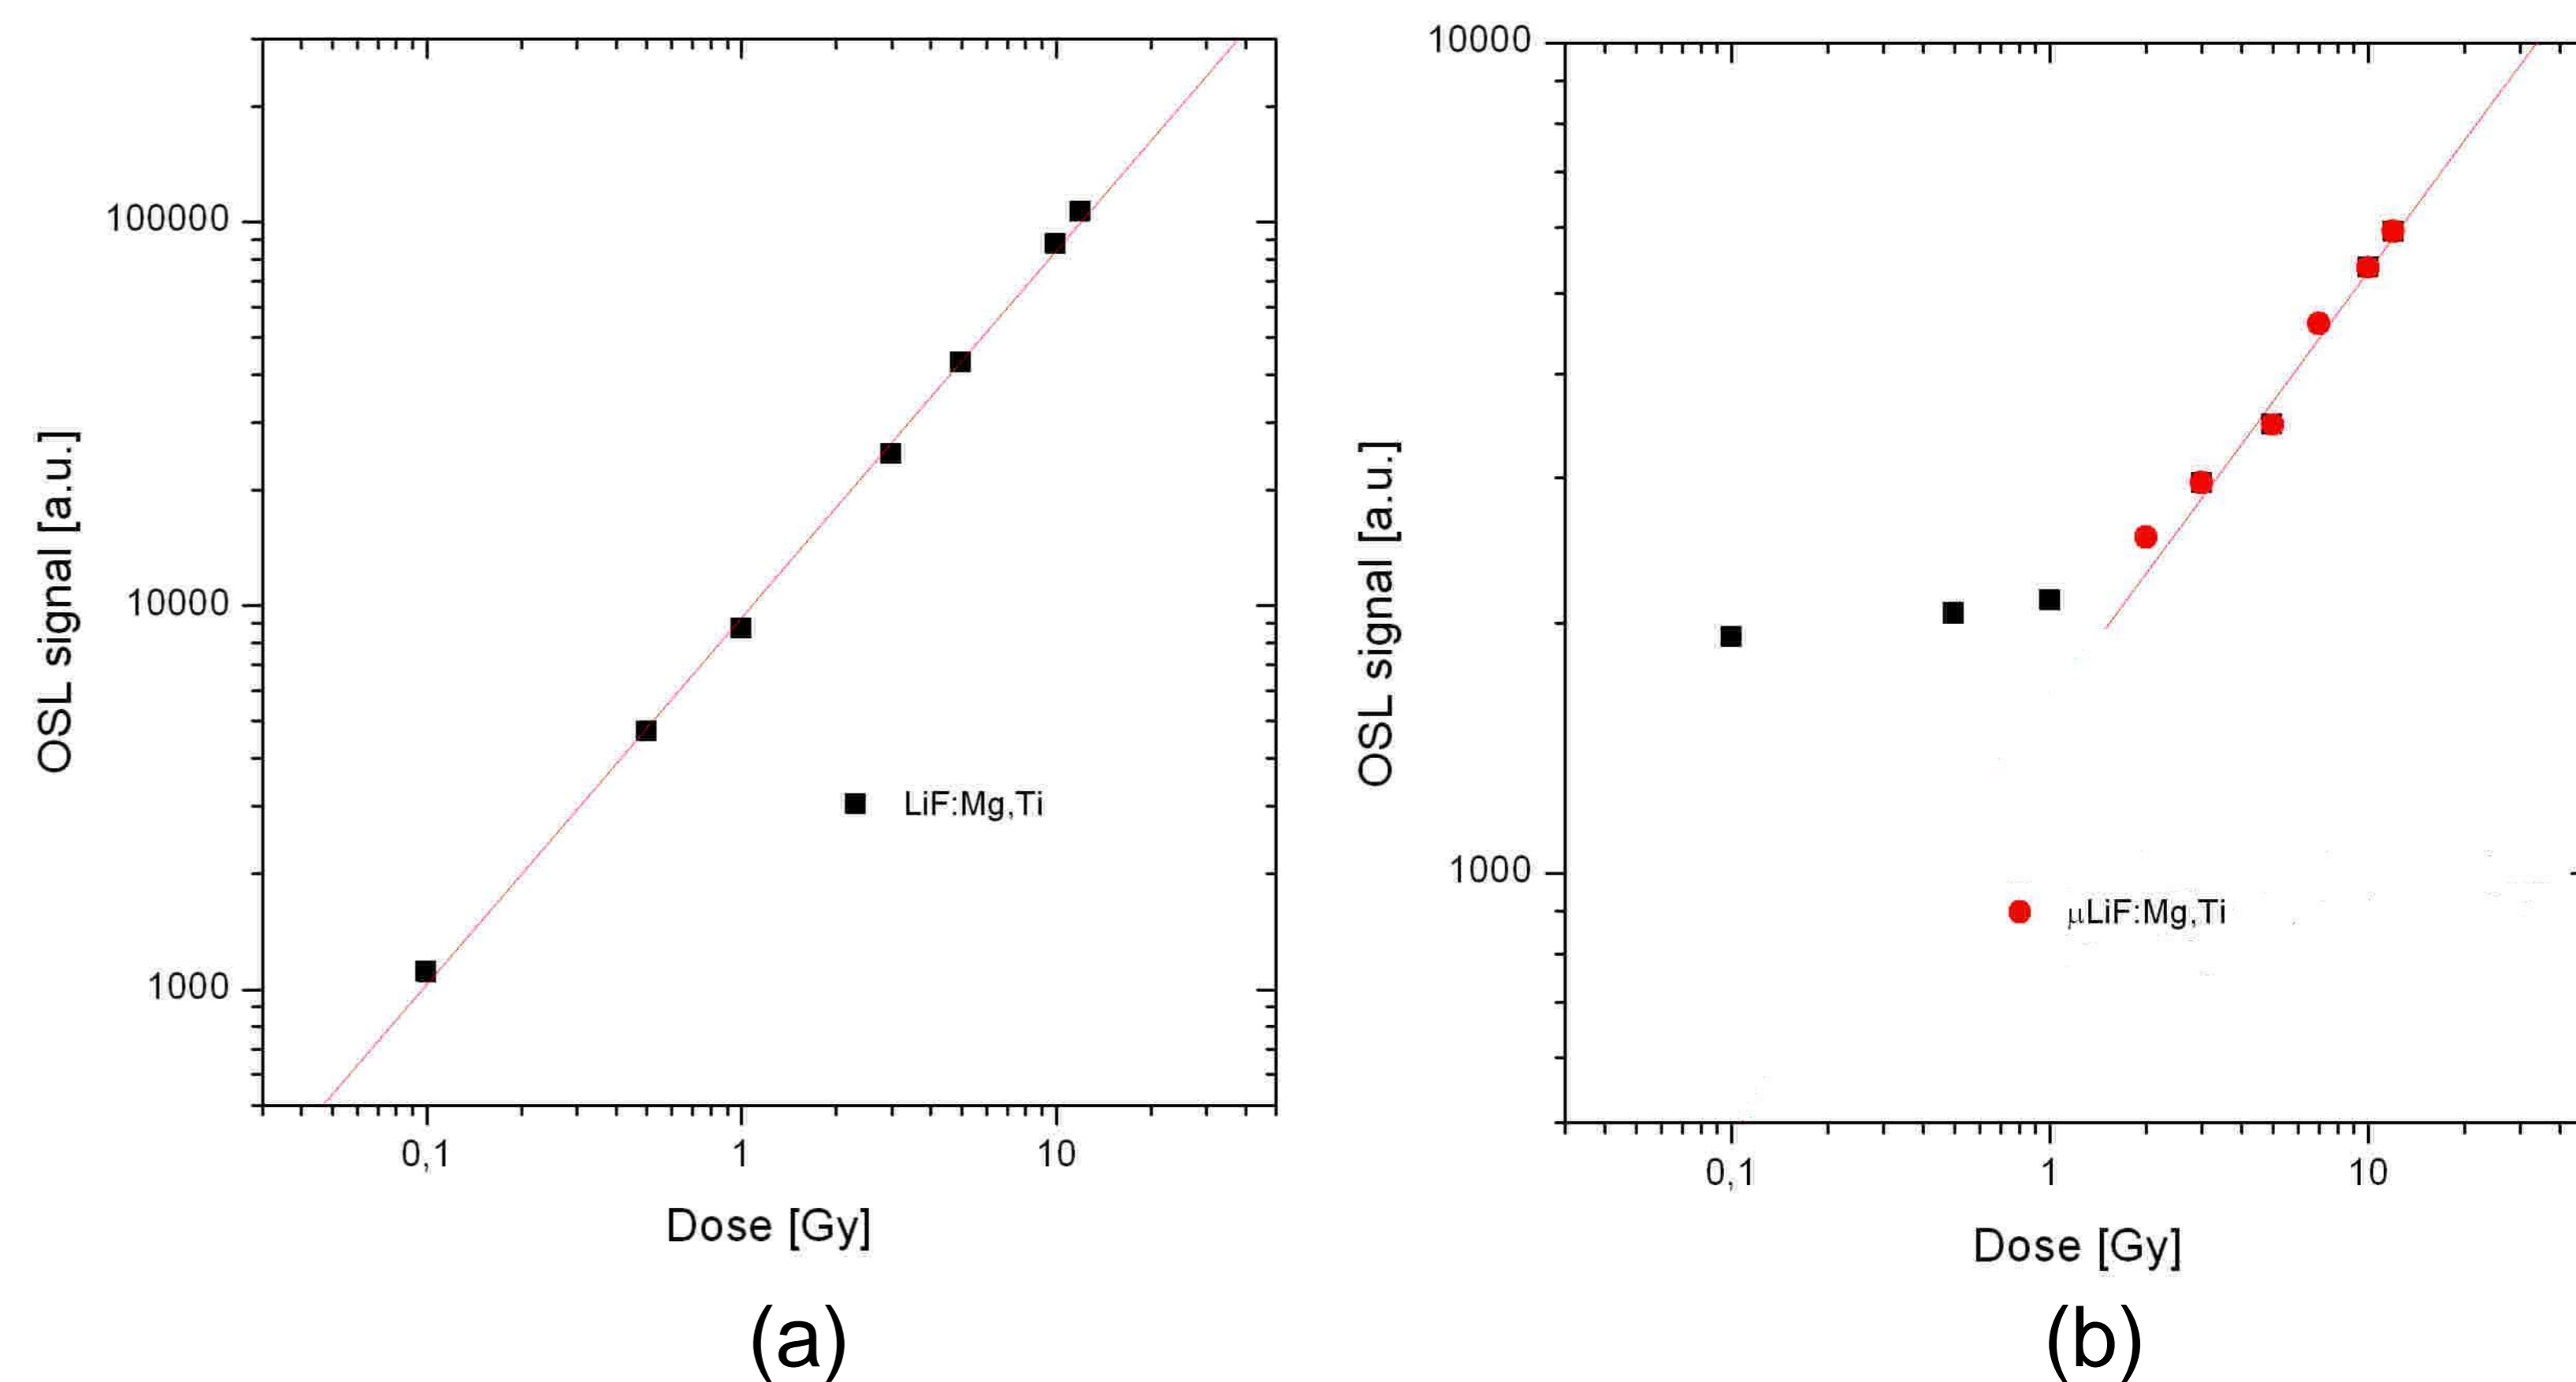 100000
10000
1000
OSL signal [a.u.]
LiF:Mg,Ti
0,1
1
10
Dose [Gy]
(a)
10000
1000
OSL signal [a.u.]
μLiF:Mg,Ti
0,1
1
10
Dose [Gy]
(b)